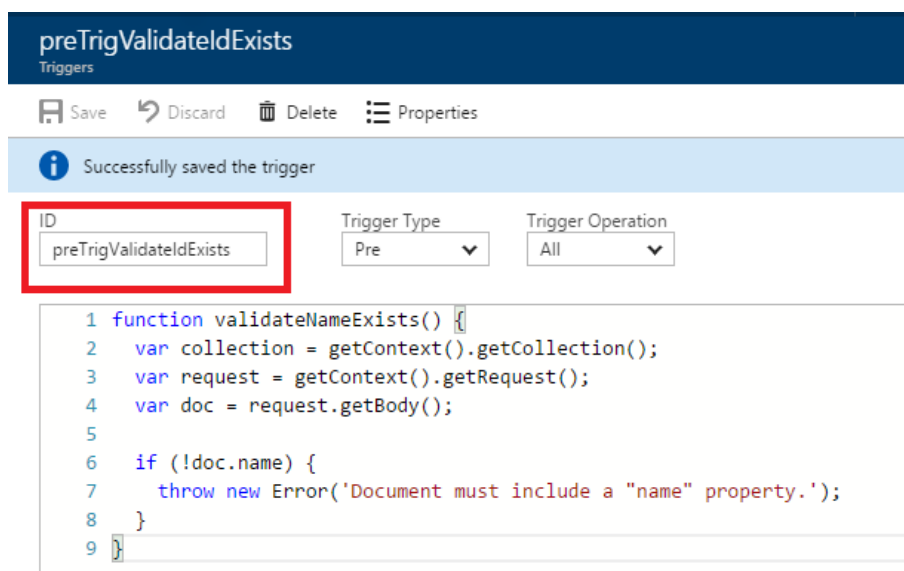 preTrigValidateIdExists
Triggers
Save Discard Delete Properties
Successfully saved the trigger
ID Trigger Type Trigger Operation
preTrigValidateIdExists Pre All
1 function validateNameExists() {
2 var collection = getContext().getCollection();
3 var request = getContext().getRequest();
4 var doc = request.getBody();
5
6 if (!doc.name) {
7 throw new Error('Document must include a "name" property.');
8 }
9 }